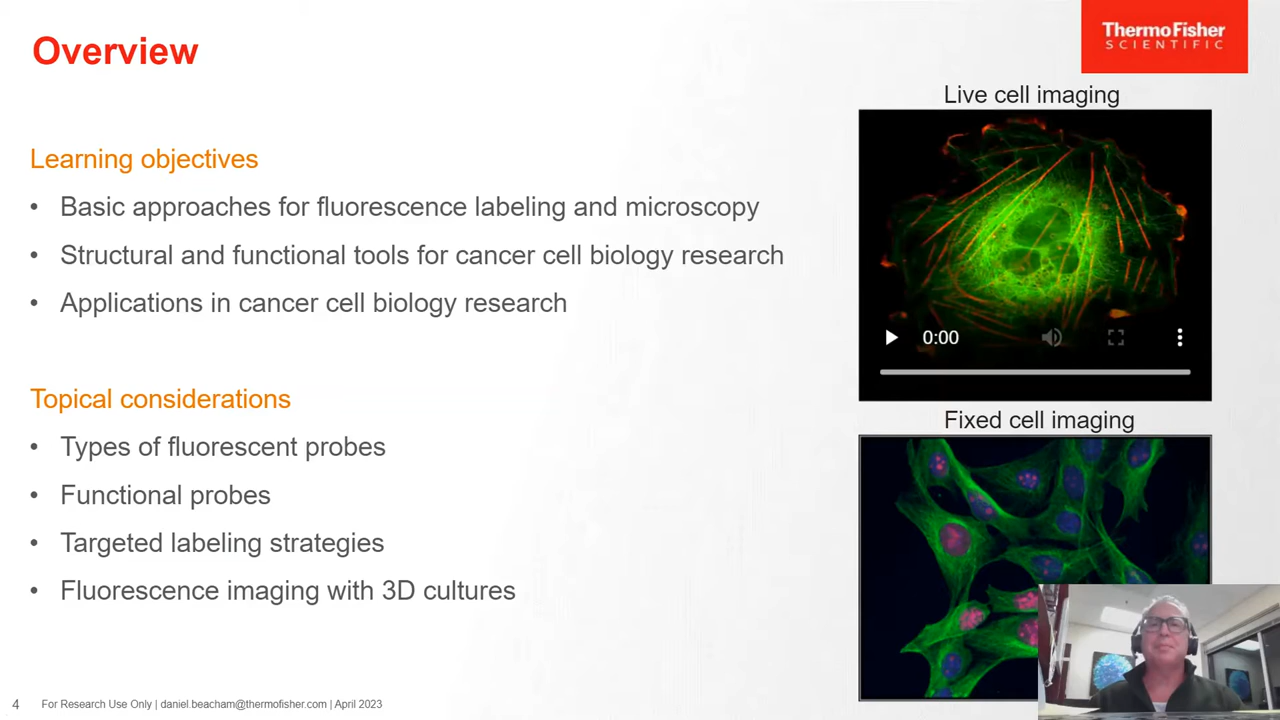 Overview
ThermoFisher
SCIENTIFIC
Learning objectives
• Basic approaches for fluorescence labeling and microscopy
• Structural and functional tools for cancer cell biology research
• Applications in cancer cell biology research
Topical considerations
• Types of fluorescent probes
• Functional probes
• Targeted labeling strategies
• Fluorescence imaging with 3D cultures
Live cell imaging
0:00
Fixed cell imaging
4 For Research Use Only | daniel.beacham@thermofisher.com | April 2023